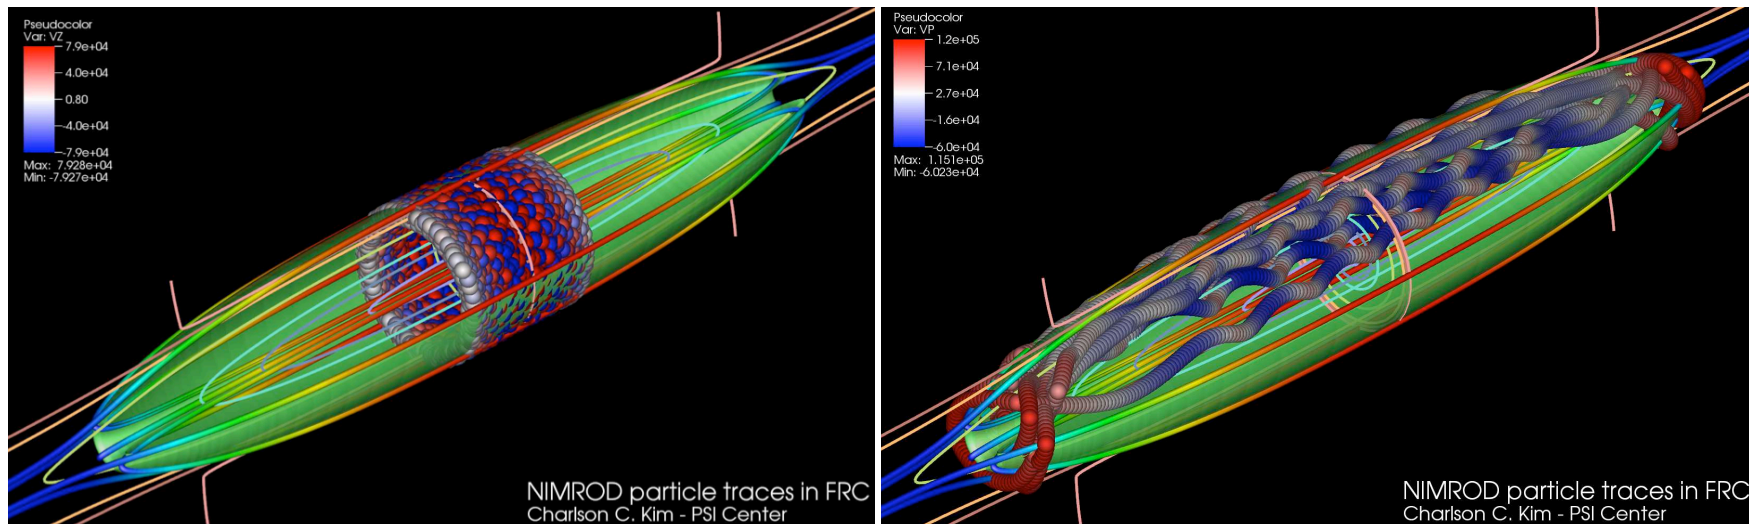 Pseudocolor
Var: VZ
7.9e+04
4.0e+04
0.80
-4.0e+04
-7.9e+04
Max: 7.928e+04
Min: -7.927e+04
NIMROD particle traces in FRC
Charlson C. Kim - PSI Center
Pseudocolor
Var: VP
1.2e+05
7.1e+04
2.7e+04
-1.6e+04
-6.0e+04
Max: 1.151e+05
Min: -6.023e+04
NIMROD particle traces in FRC
Charlson C. Kim - PSI Center